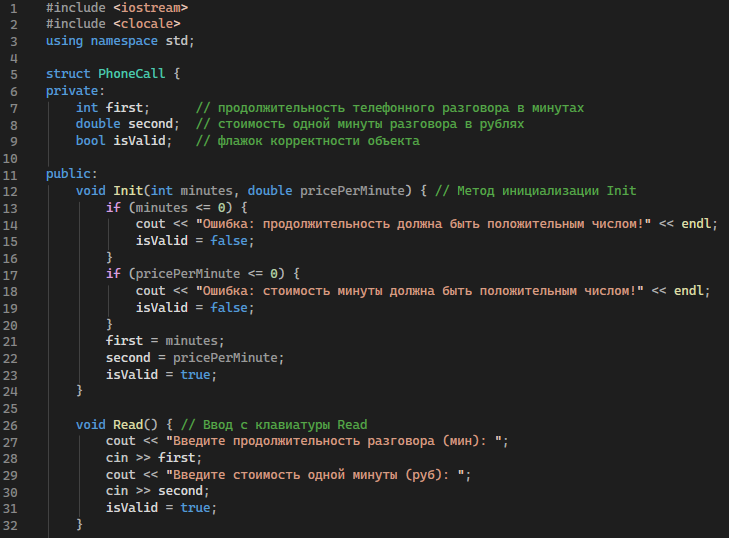 1 #include <iostream>
2 #include <clocale>
3 using namespace std;
4
5 struct PhoneCall {
6 private:
7     int first;      // продолжительность телефонного разговора в минутах
8     double second;  // стоимость одной минуты разговора в рублях
9     bool isValid;   // флажок корректности объекта
10
11 public:
12     void Init(int minutes, double pricePerMinute) { // Метод инициализации Init
13         if (minutes <= 0) {
14             cout << "Ошибка: продолжительность должна быть положительным числом!" << endl;
15             isValid = false;
16         }
17         if (pricePerMinute <= 0) {
18             cout << "Ошибка: стоимость минуты должна быть положительным числом!" << endl;
19             isValid = false;
20         }
21         first = minutes;
22         second = pricePerMinute;
23         isValid = true;
24     }
25
26     void Read() { // Ввод с клавиатуры Read
27         cout << "Введите продолжительность разговора (мин): ";
28         cin >> first;
29         cout << "Введите стоимость одной минуты (руб): ";
30         cin >> second;
31         isValid = true;
32     }